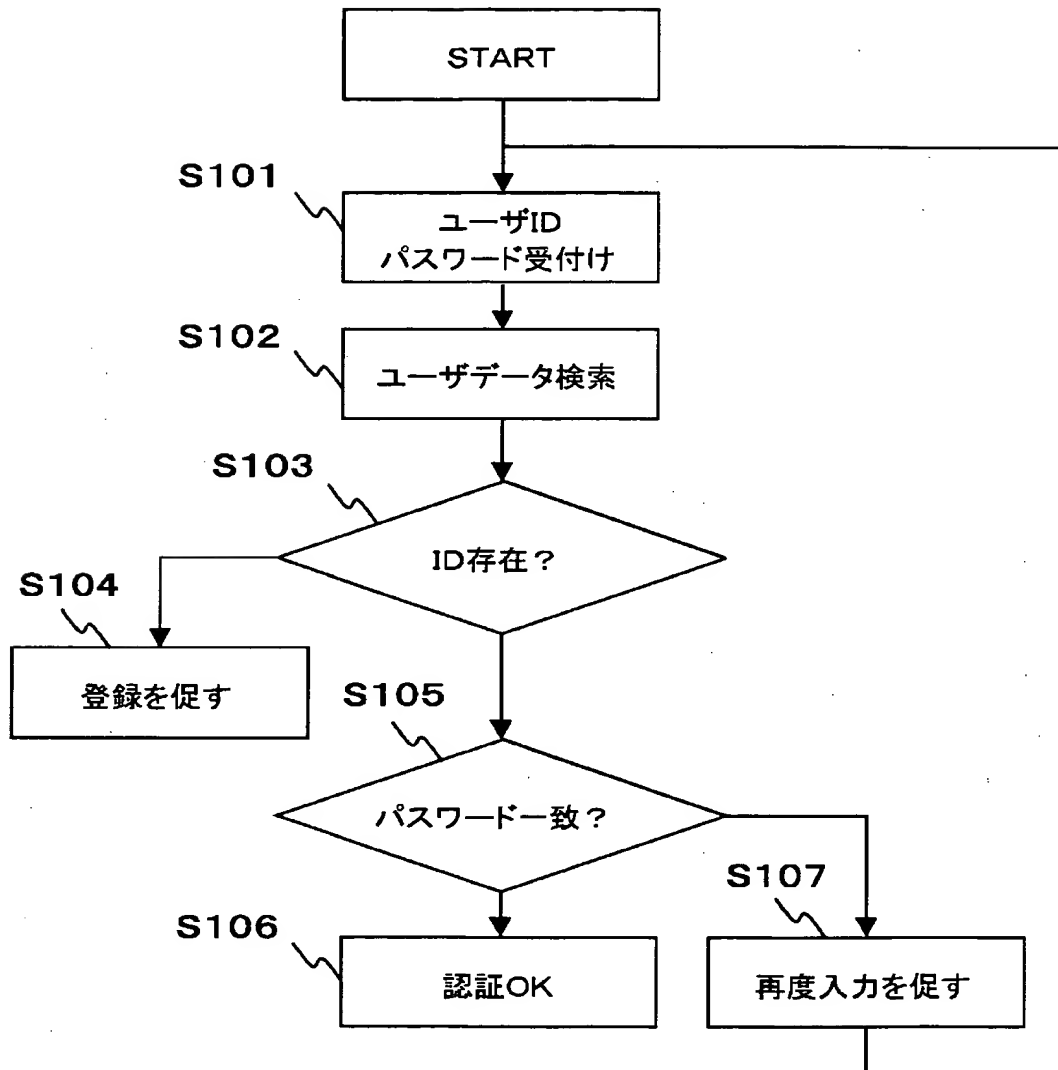 START
S101
ユーザID
パスワード受付け
S102
ユーザデータ検索
S103
ID存在？
S104
登録を促す
S105
パスワード一致？
S106
認証OK
S107
再度入力を促す